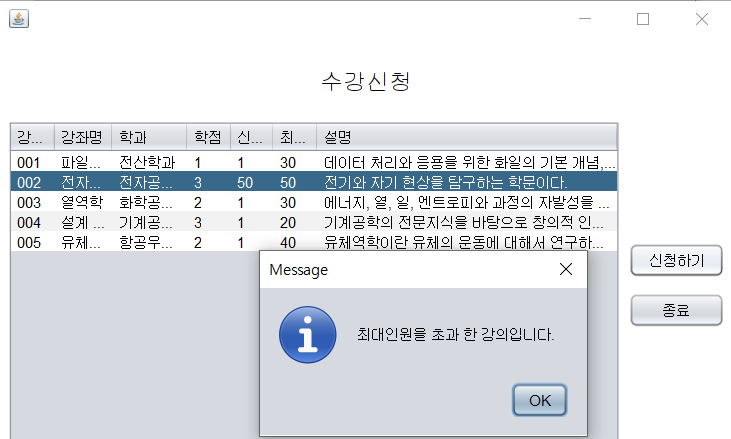 수강신청
강... 강좌명 학과 학점 신... 최... 설명
001 파일... 전산학과 1 1 30 데이터 처리와 응용을 위한 화일의 기본 개념,...
002 전자... 전자공... 3 50 50 전기와 자기 현상을 탐구하는 학문이다.
003 열역학 화학공... 2 1 30 에너지, 열, 일, 엔트로피와 과정의 자발성을 ...
004 설계 ... 기계공... 3 1 20 기계공학의 전문지식을 바탕으로 창의적 인...
005 유체... 항공우... 2 1 40 유체역학이란 유체의 운동에 대해서 연구하...
신청하기
종료
Message
최대인원을 초과 한 강의입니다.
OK